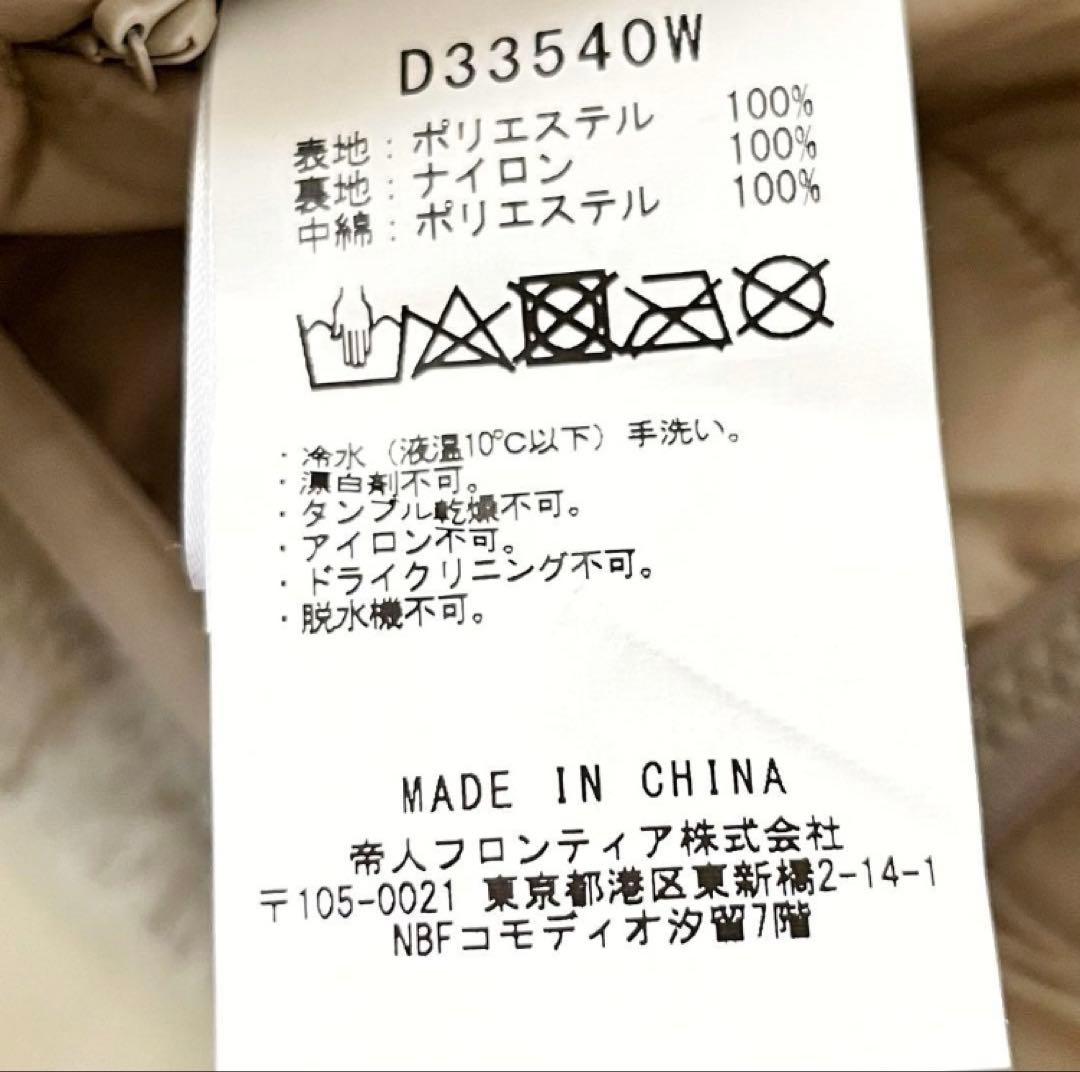 D33540W
表地：ポリエステル 100%
裏地：ナイロン 100%
中綿：ポリエステル 100%
・冷水（液温10℃以下）手洗い。
・漂白剤不可。
・タンブル乾燥不可。
・アイロン不可。
・ドライクリニング不可。
・脱水機不可。
MADE IN CHINA
帝人フロンティア株式会社
〒105-0021 東京都港区東新橋2-14-1
NBFコモディオ汐留7階